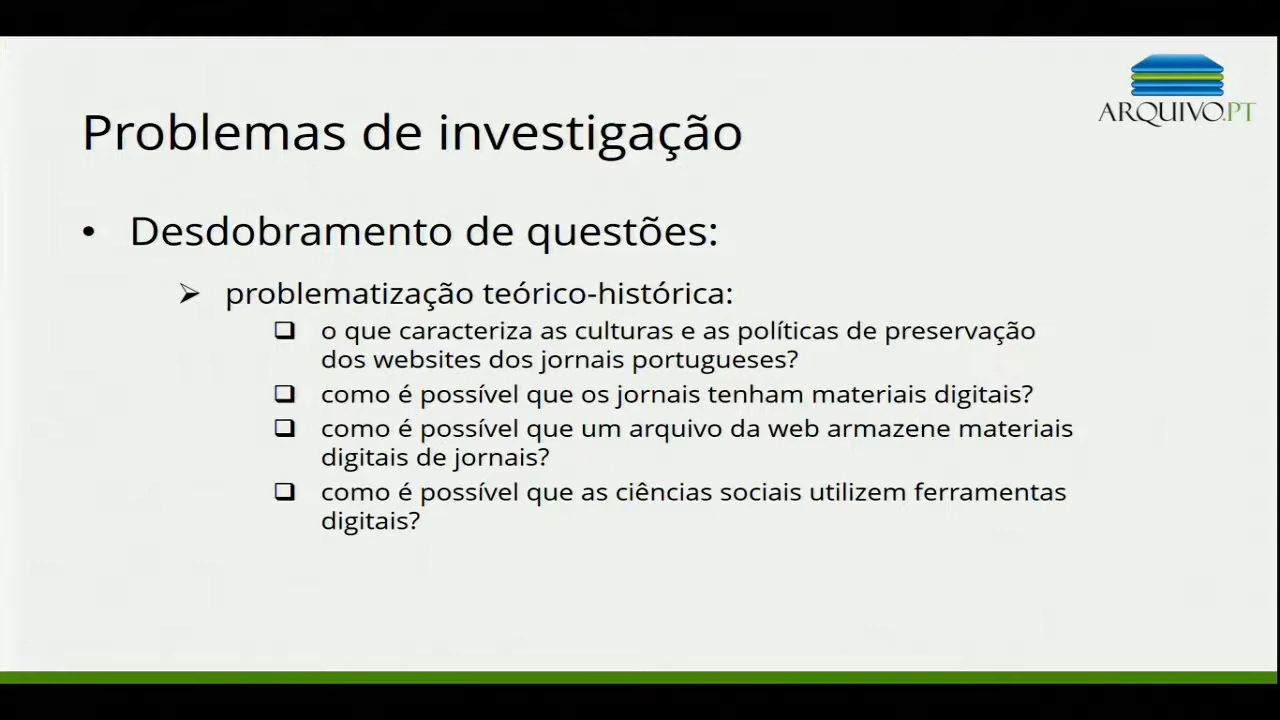 ARQUIVO.PT
Problemas de investigação
• Desdobramento de questões:
➢ problematização teórico-histórica:
❑ o que caracteriza as culturas e as políticas de preservação
dos websites dos jornais portugueses?
❑ como é possível que os jornais tenham materiais digitais?
❑ como é possível que um arquivo da web armazene materiais
digitais de jornais?
❑ como é possível que as ciências sociais utilizem ferramentas
digitais?